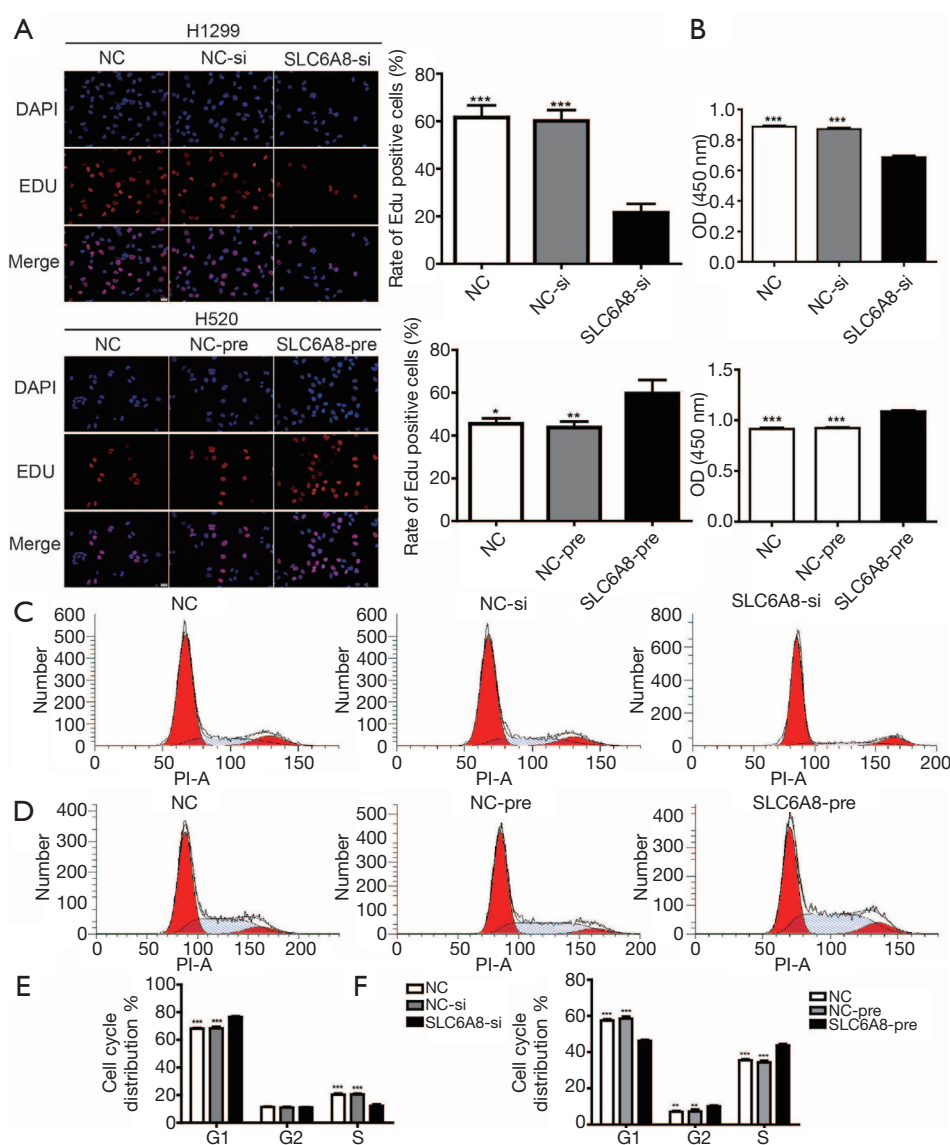 A
H1299
NC NC-si SLC6A8-si
DAPI
EDU
Merge
Rate of Edu positive cells (%)
80
60
40
20
0
*** ***
NC NC-si SLC6A8-si
B
OD (450 nm)
1.0
0.8
0.6
0.4
0.2
0.0
*** ***
NC NC-si SLC6A8-si
H520
NC NC-pre SLC6A8-pre
DAPI
EDU
Merge
Rate of Edu positive cells (%)
80
60
40
20
0
* **
NC NC-pre SLC6A8-pre
OD (450 nm)
1.5
1.0
0.5
0.0
*** ***
NC NC-pre SLC6A8-pre
C
NC
Number
600
500
400
300
200
100
0
0 50 100 150
PI-A
NC-si
Number
600
500
400
300
200
100
0
0 50 100 150
PI-A
SLC6A8-si
Number
800
600
400
200
0
0 50 100 150 200
PI-A
D
NC
Number
400
300
200
100
0
0 50 100 150 200
PI-A
NC-pre
Number
500
400
300
200
100
0
0 50 100 150 200
PI-A
SLC6A8-pre
Number
400
300
200
100
0
0 50 100 150
PI-A
E
Cell cycle
distribution %
100
80
60
40
20
0
*** *** *** ***
G1 G2 S
NC
NC-si
SLC6A8-si
F
Cell cycle
distribution %
80
60
40
20
0
*** *** ** ** *** ***
G1 G2 S
NC
NC-pre
SLC6A8-pre